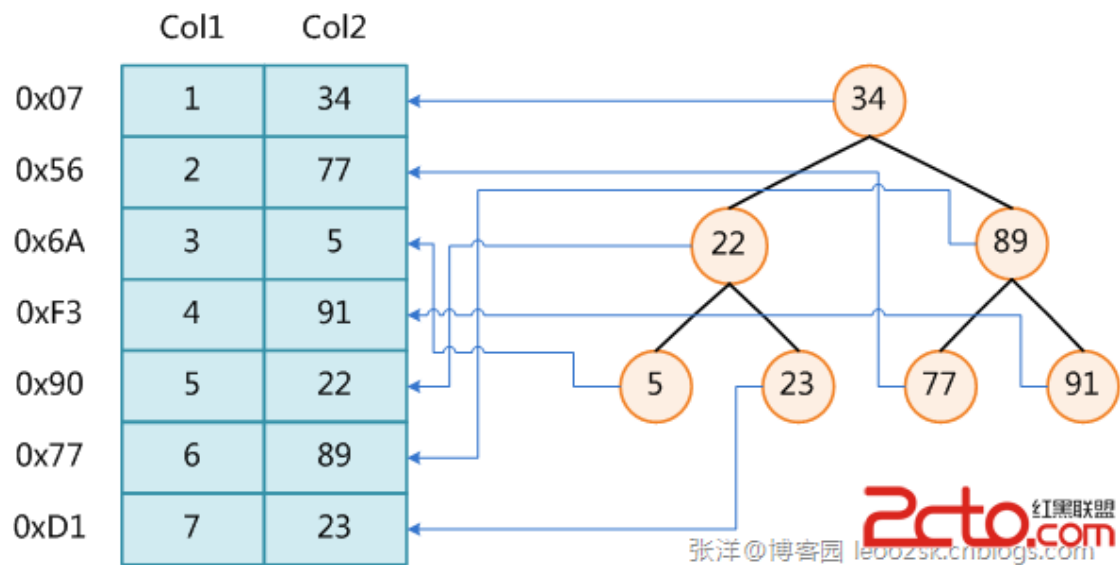 Col1 Col2
0x07 1 34
0x56 2 77
0x6A 3 5
0xF3 4 91
0x90 5 22
0x77 6 89
0xD1 7 23
34
22 89
5 23 77 91
2cto.com 红黑联盟
张洋@博客园 leoo2sk.cnblogs.com